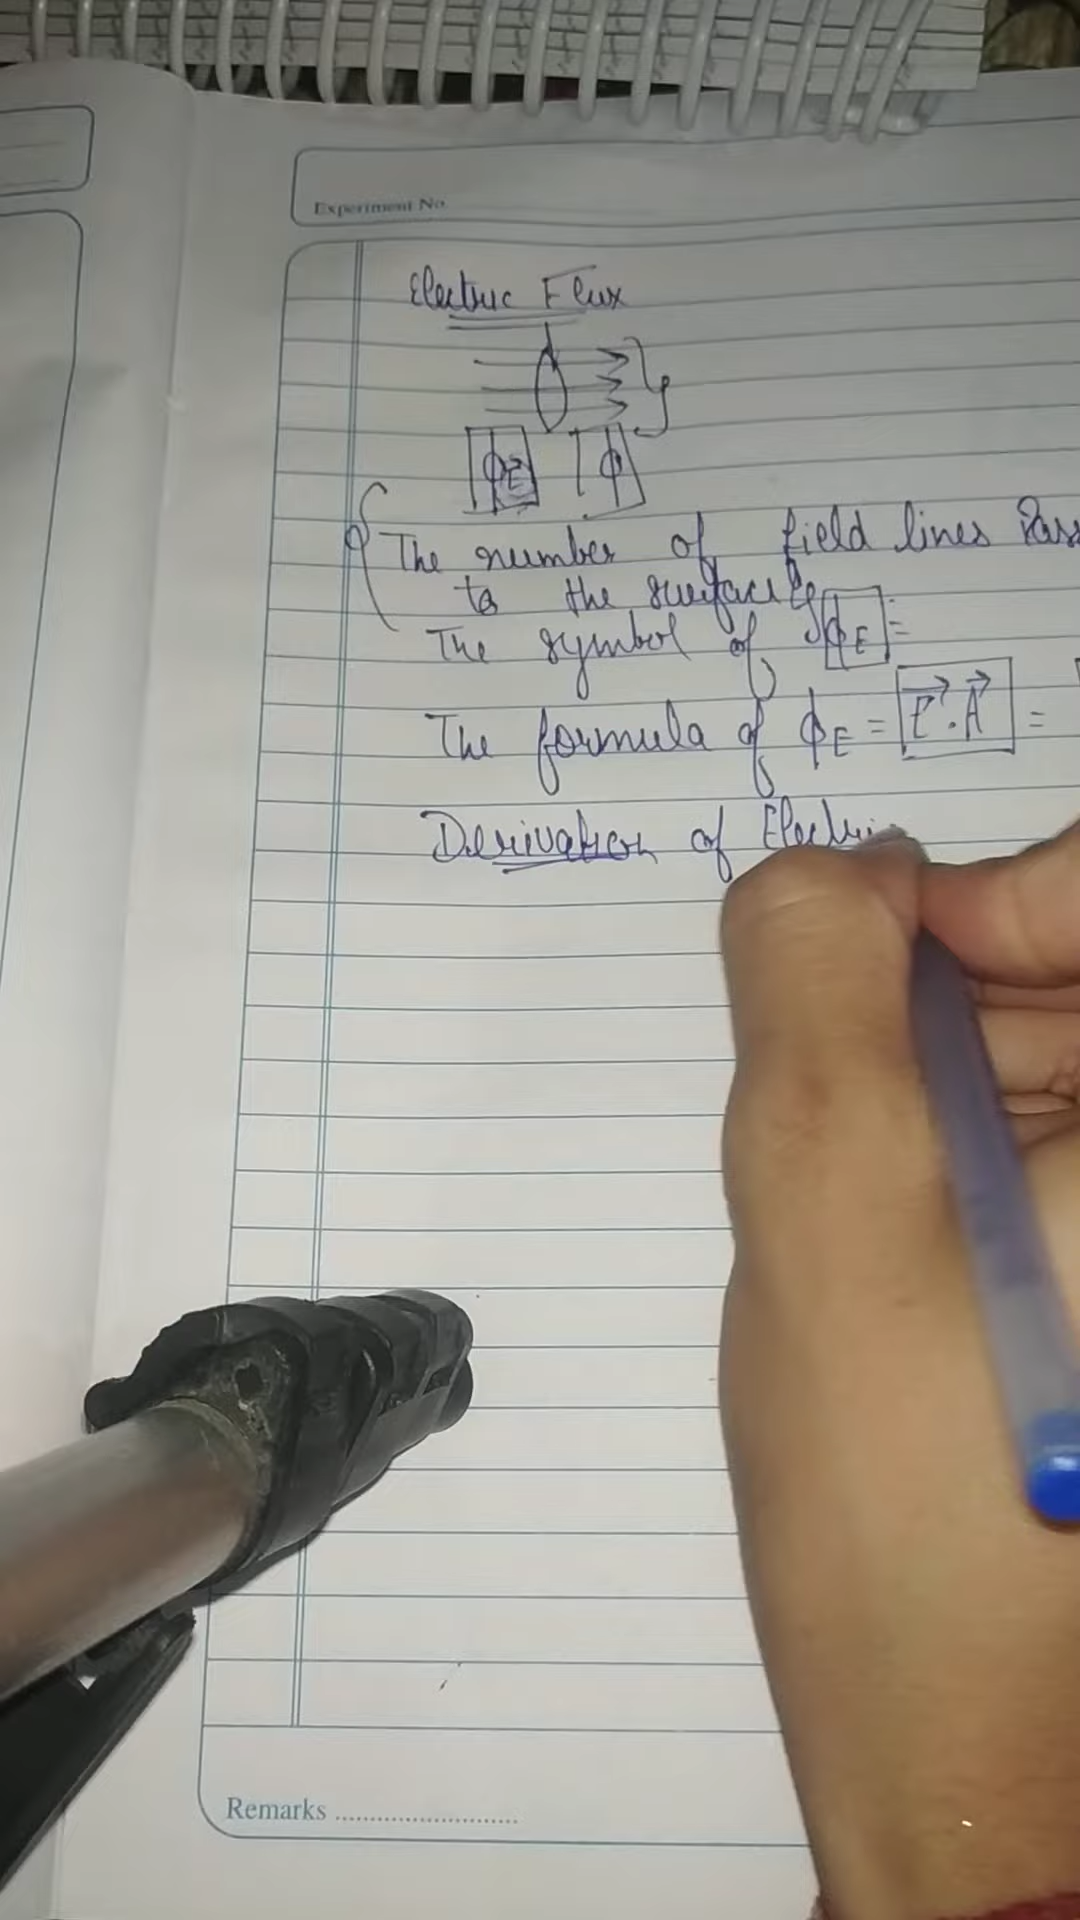 Experiment No
Electric Flux
ϕE ϕ
The number of field lines Pass
to the surface
The symbol of ϕE =
The formula of ϕE = E⃗ . A⃗ =
Derivation of Electric
Remarks ..............................